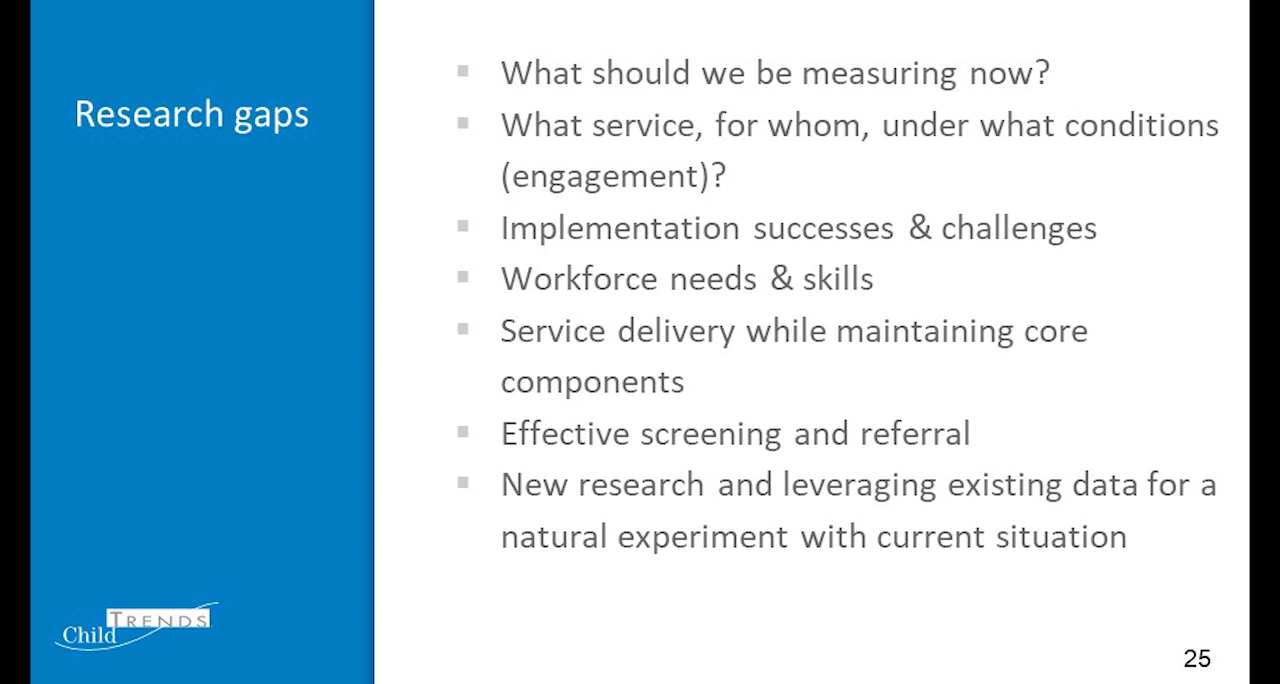 Research gaps
What should we be measuring now?
What service, for whom, under what conditions
(engagement)?
Implementation successes & challenges
Workforce needs & skills
Service delivery while maintaining core
components
Effective screening and referral
New research and leveraging existing data for a
natural experiment with current situation
Child TRENDS
25